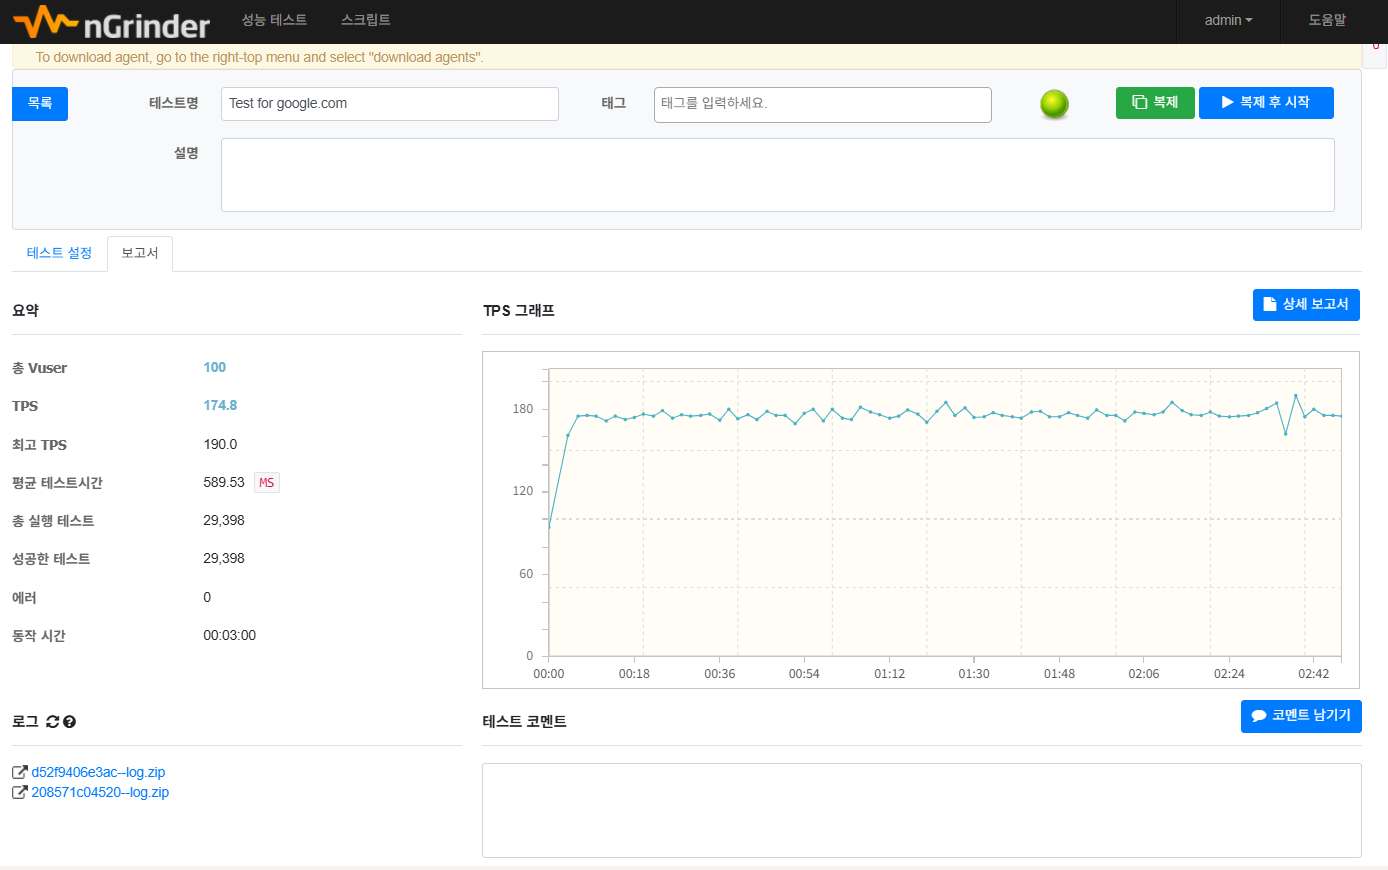 nGrinder 성능 테스트 스크립트 admin 도움말
To download agent, go to the right-top menu and select "download agents".
목록 테스트명 Test for google.com 태그 태그를 입력하세요. 복제 복제 후 시작
설명
테스트 설정 보고서
요약
총 Vuser 100
TPS 174.8
최고 TPS 190.0
평균 테스트시간 589.53 MS
총 실행 테스트 29,398
성공한 테스트 29,398
에러 0
동작 시간 00:03:00
로그
d52f9406e3ac--log.zip
208571c04520--log.zip
TPS 그래프 상세 보고서
180
120
60
0
00:00 00:18 00:36 00:54 01:12 01:30 01:48 02:06 02:24 02:42
테스트 코멘트 코멘트 남기기